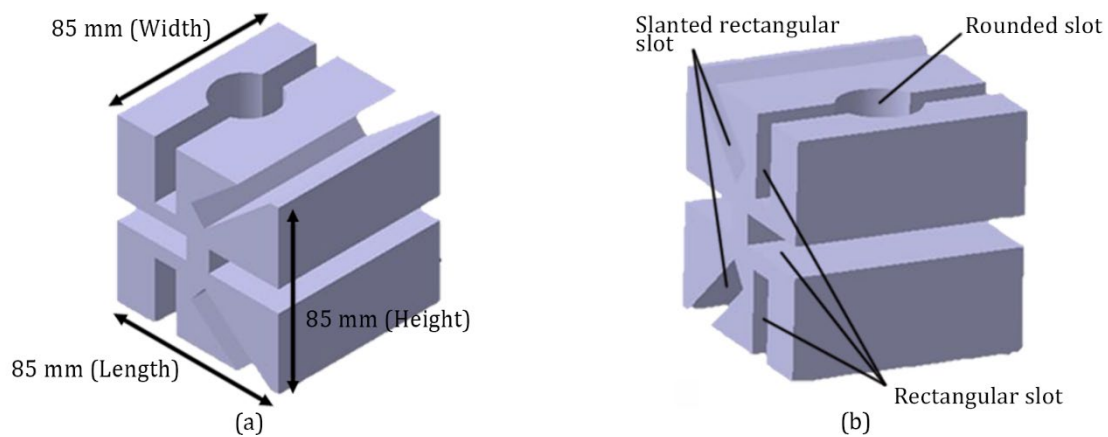 85 mm (Width)
85 mm (Height)
85 mm (Length)
(a)
Slanted rectangular
slot
Rounded slot
Rectangular slot
(b)